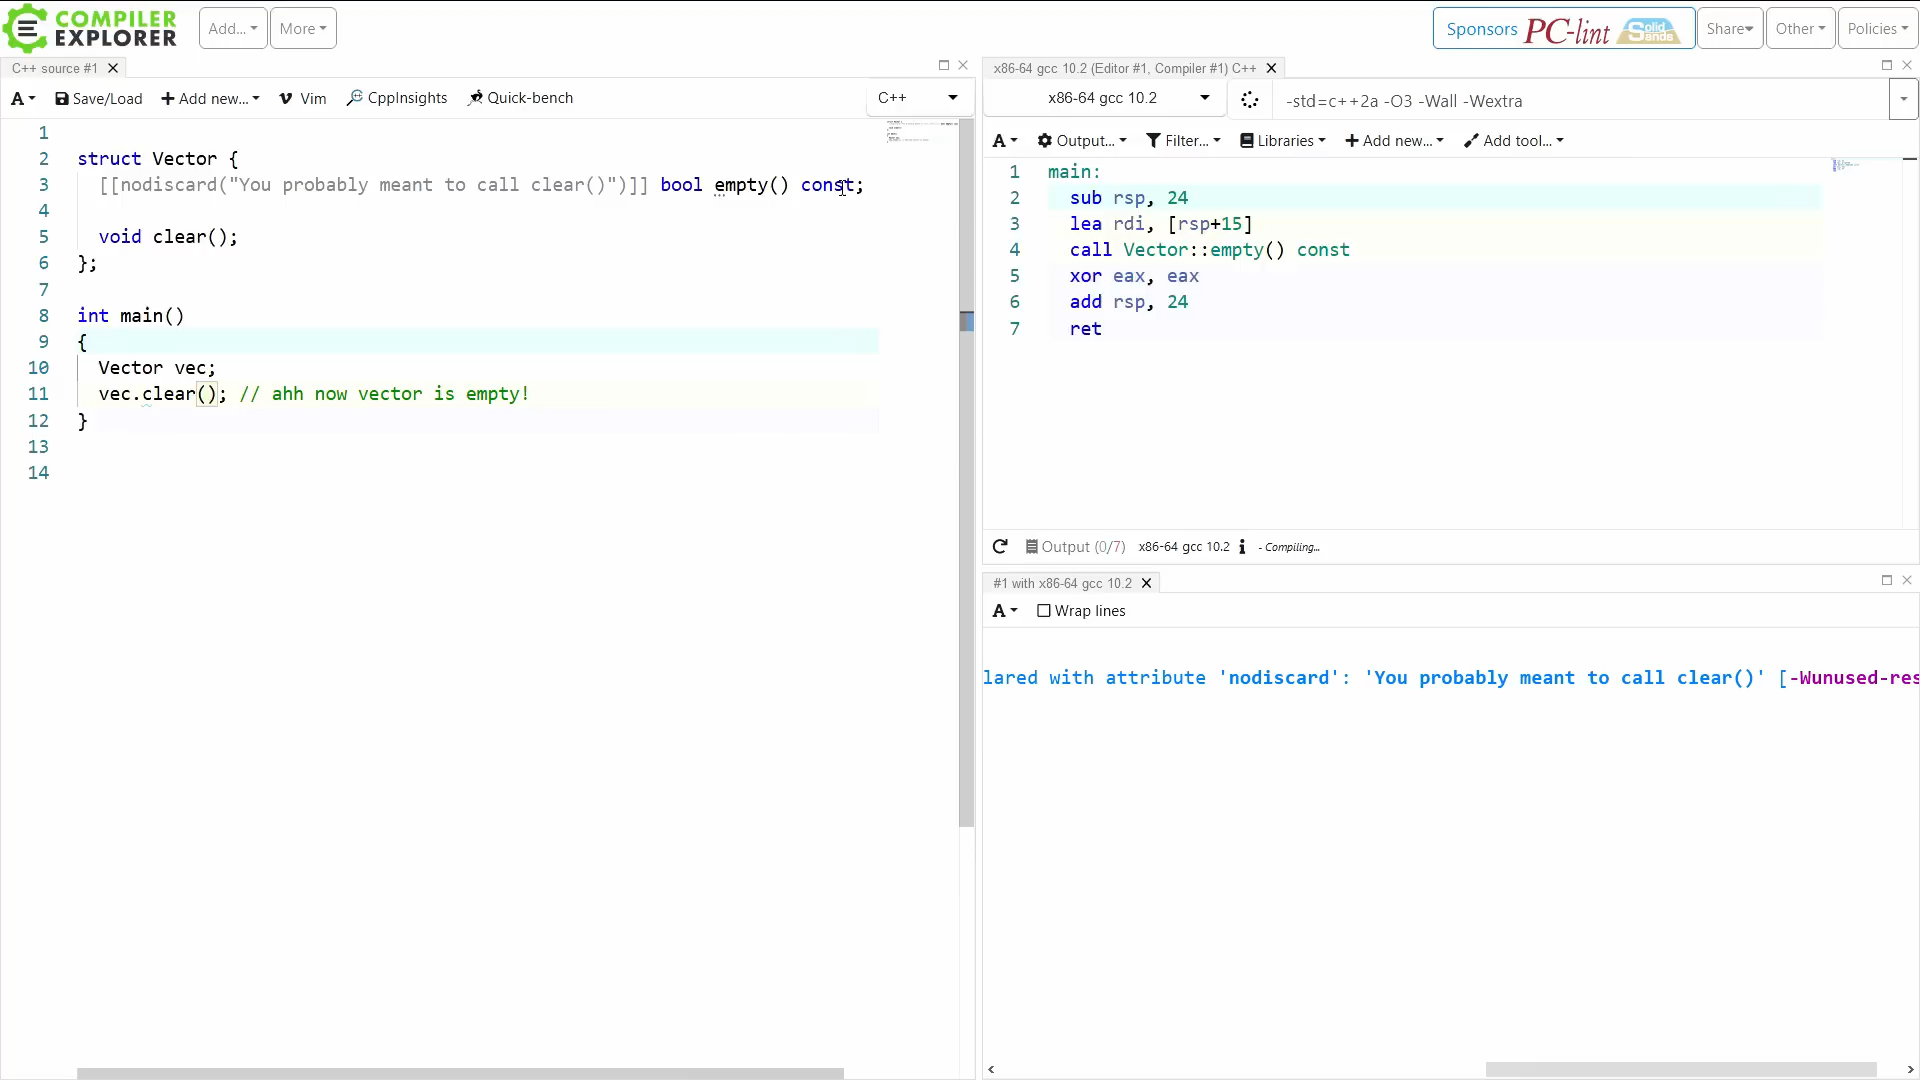 COMPILER
EXPLORER
Add...
More
Sponsors PC-lint Solid Sands
Share
Other
Policies
C++ source #1
A
Save/Load
Add new...
Vim
CppInsights
Quick-bench
C++
1
2 struct Vector {
3 [[nodiscard("You probably meant to call clear()")]] bool empty() const;
4
5 void clear();
6 };
7
8 int main()
9 {
10 Vector vec;
11 vec.clear(); // ahh now vector is empty!
12 }
13
14
x86-64 gcc 10.2 (Editor #1, Compiler #1) C++
x86-64 gcc 10.2
-std=c++2a -O3 -Wall -Wextra
A
Output...
Filter...
Libraries
Add new...
Add tool...
1 main:
2 sub rsp, 24
3 lea rdi, [rsp+15]
4 call Vector::empty() const
5 xor eax, eax
6 add rsp, 24
7 ret
Output (0/7) x86-64 gcc 10.2 i - Compiling...
#1 with x86-64 gcc 10.2
A
Wrap lines
lared with attribute 'nodiscard': 'You probably meant to call clear()' [-Wunused-res